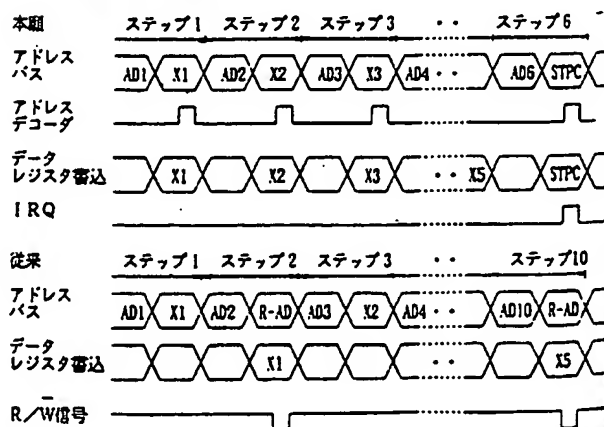 本願 ステップ1 ステップ2 ステップ3 ・・ ステップ6
アドレス
バス AD1 X1 AD2 X2 AD3 X3 AD4・・ AD6 STPC
アドレス
デコーダ
データ
レジスタ書込 X1 X2 X3 ・・ X5 STPC
IRQ
従来 ステップ1 ステップ2 ステップ3 ・・ ステップ10
アドレス
バス AD1 X1 AD2 R-AD AD3 X2 AD4・・ AD10 R-AD
データ
レジスタ書込 X1 ・・ X5
R/W̅信号